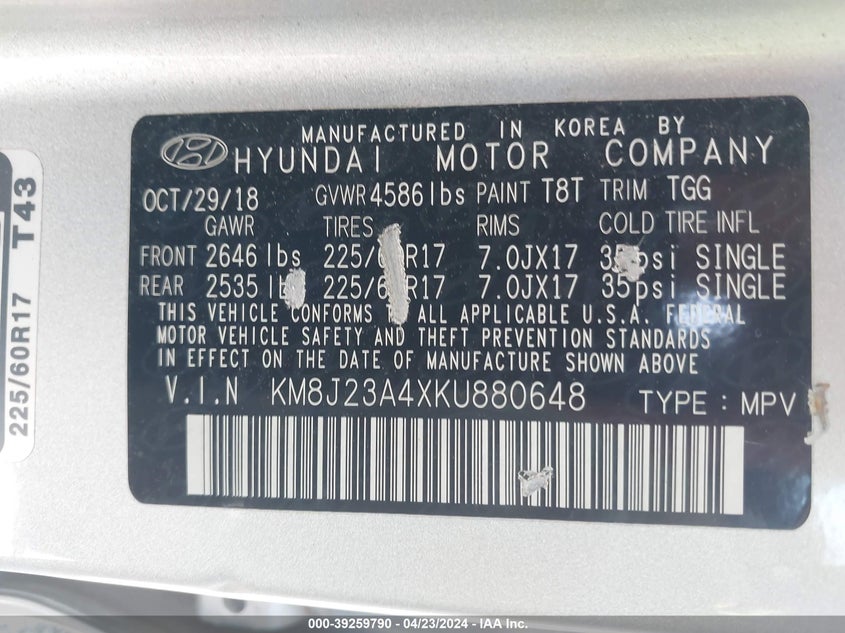 MANUFACTURED IN KOREA BY
HYUNDAI MOTOR COMPANY
OCT/29/18 GVWR 4586 lbs PAINT T8T TRIM TGG
GAWR TIRES RIMS COLD TIRE INFL
FRONT 2646 lbs R17 7.0JX17 SINGLE
REAR 2535 7.0JX17 35psi SINGLE
THIS VEHICLE CONFORMS ALL APPLICABLE U.S.A. FEDERAL
MOTOR VEHICLE SAFETY AND THEFT PREVENTION STANDARDS
IN EFFECT ON THE DATE OF MANUFACTURE SHOWN ABOVE
V.I.N KM8J23A4XKU880648 TYPE : MPV
225/60R17 T43
000-39259790 - 04/23/2024 - IAA Inc.